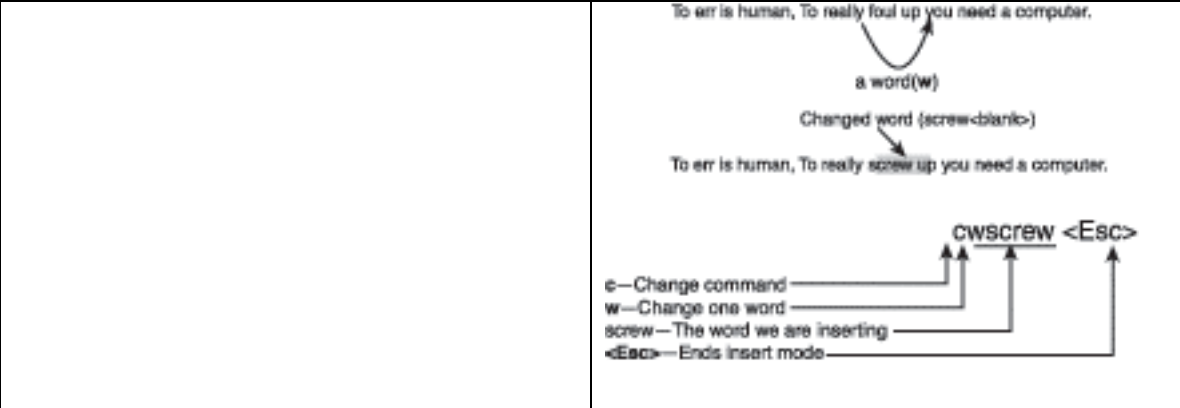 To err is human, To really foul up you need a computer.
a word(w)
Changed word (screw<blank>)
To err is human, To really screw up you need a computer.
cwscrew <Esc>
c—Change command
w—Change one word
screw—The word we are inserting
<Esc>—Ends insert mode